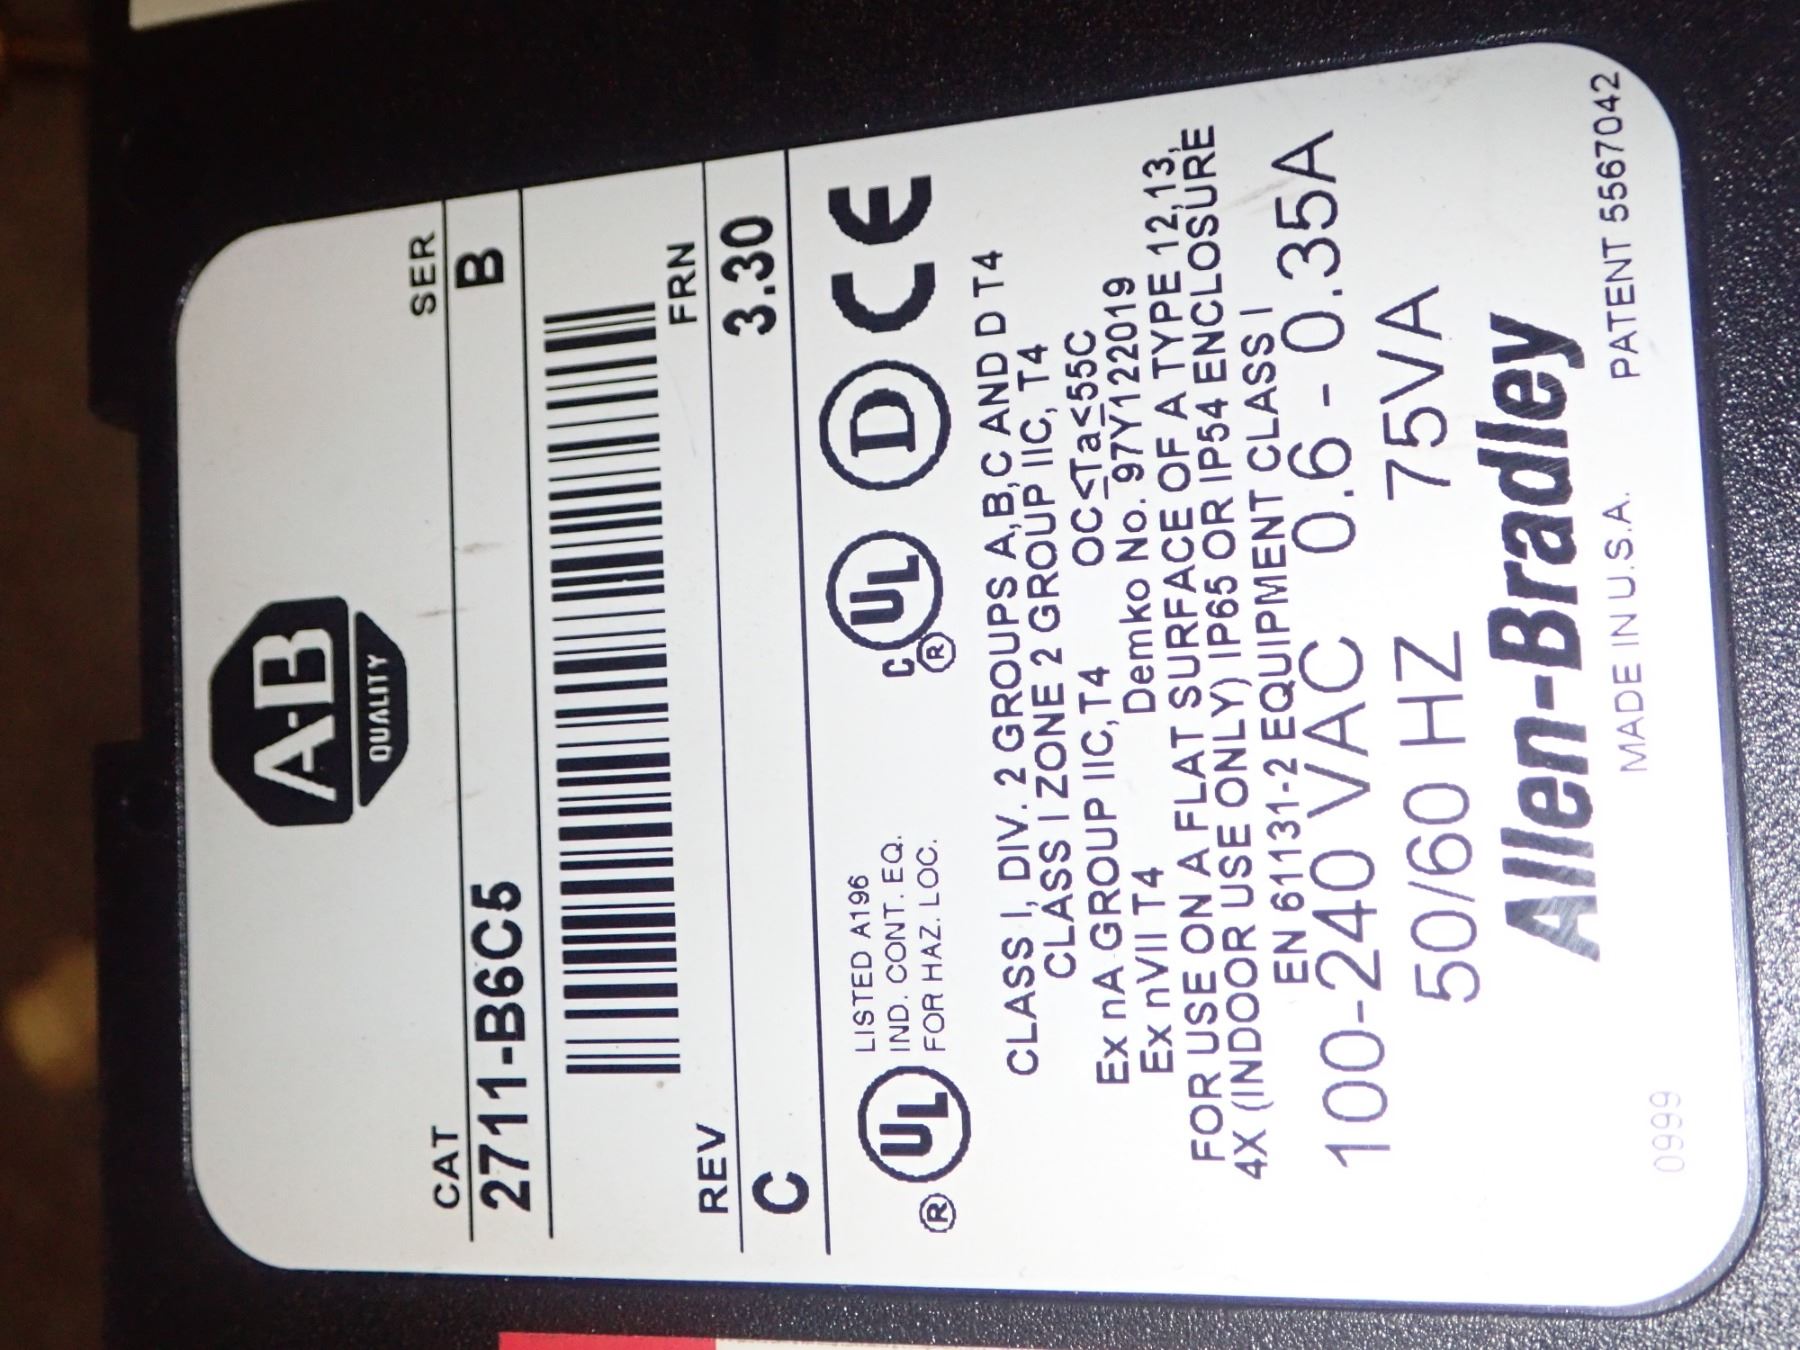 A-B
QUALITY
CAT SER
2711-B6C5 B
REV FRN
C 3.30
UL ® LISTED A196
IND. CONT. EQ.
FOR HAZ. LOC.
C UL ® D CE
CLASS I, DIV. 2 GROUPS A,B,C AND D T4
CLASS I ZONE 2 GROUP IIC, T4
Ex nA GROUP IIC,T4 OC≤Ta≤55C
Ex nVII T4 Demko No. 97Y122019
FOR USE ON A FLAT SURFACE OF A TYPE 12,13,
4X (INDOOR USE ONLY) IP65 OR IP54 ENCLOSURE
EN 61131-2 EQUIPMENT CLASS I
100-240 VAC 0.6 - 0.35A
50/60 HZ 75VA
Allen-Bradley
0999 MADE IN U.S.A. PATENT 5567042